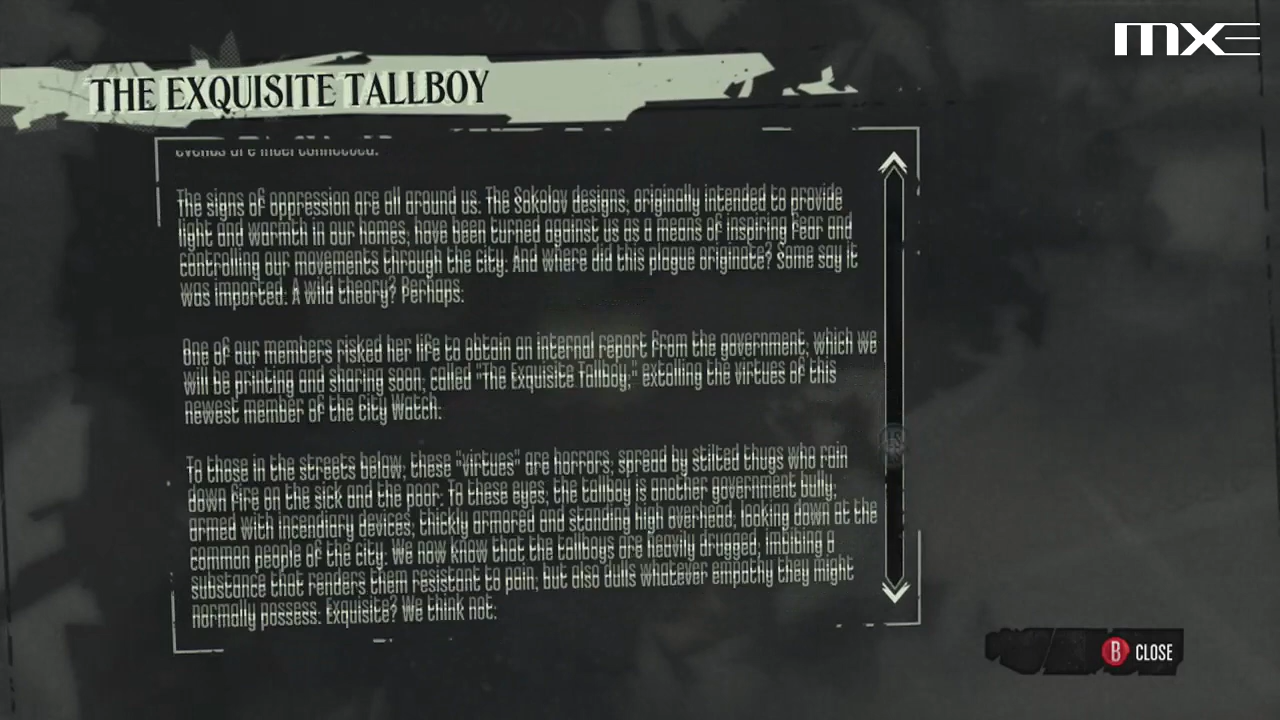 MXE
THE EXQUISITE TALLBOY
events are interconnected.
The signs of oppression are all around us. The Sokolov designs, originally intended to provide
light and warmth in our homes, have been turned against us as a means of inspiring fear and
controlling our movements through the city. And where did this plague originate? Some say it
was imported. A wild theory? Perhaps.
One of our members risked her life to obtain an internal report from the government, which we
will be printing and sharing soon, called "The Exquisite Tallboy," extolling the virtues of this
newest member of the City Watch.
To those in the streets below, these "virtues" are horrors, spread by stilted thugs who rain
down fire on the sick and the poor. To these eyes, the tallboy is another government bully,
armed with incendiary devices, thickly armored and standing high overhead, looking down at the
common people of the city. We now know that the tallboys are heavily drugged, imbibing a
substance that renders them resistant to pain, but also dulls whatever empathy they might
normally possess. Exquisite? We think not.
B CLOSE